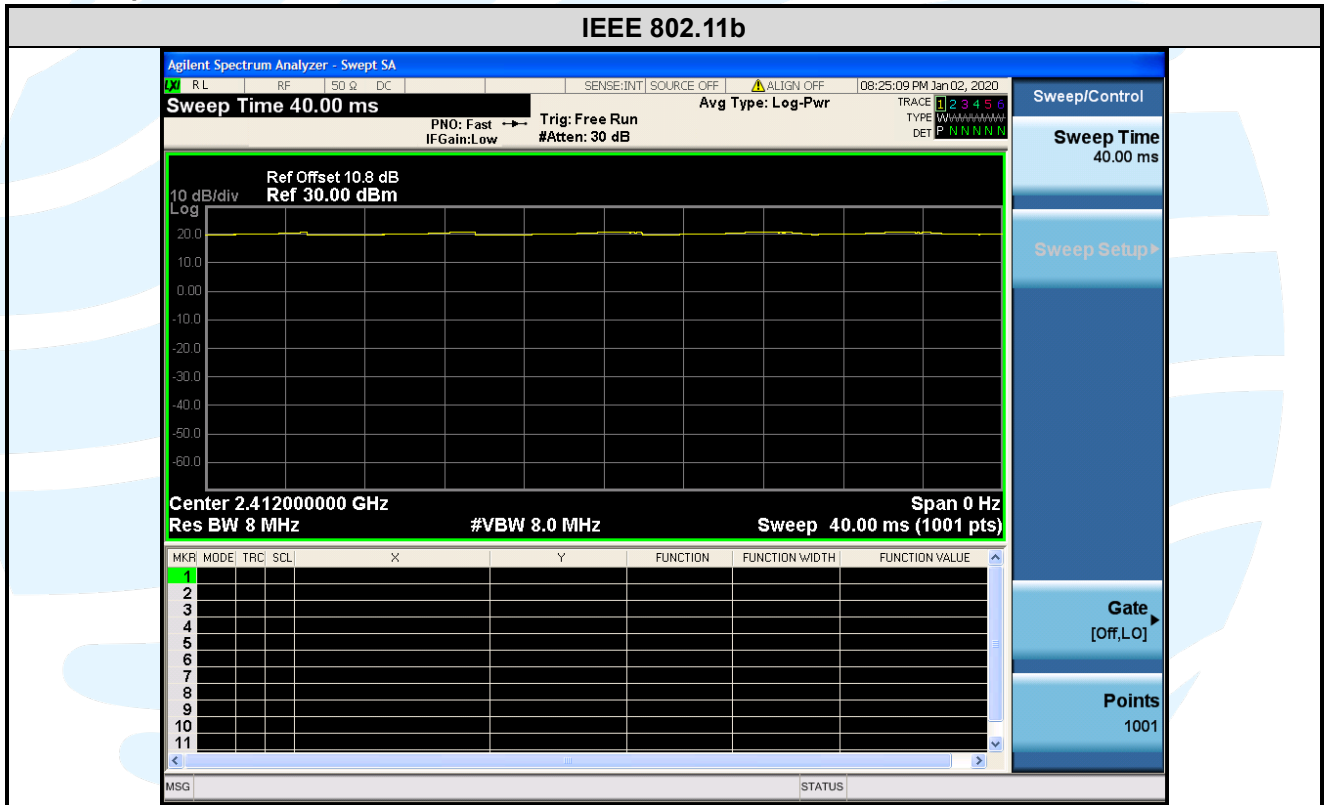 IEEE 802.11b
Agilent Spectrum Analyzer - Swept SA
LXI RL RF 50 Ω DC SENSE:INT SOURCE OFF ALIGN OFF 08:25:09 PM Jan 02, 2020
Sweep Time 40.00 ms
PNO: Fast
IFGain:Low
Trig: Free Run
#Atten: 30 dB
Avg Type: Log-Pwr
TRACE 1 2 3 4 5 6
TYPE WWWWWW
DET P N N N N N
Ref Offset 10.8 dB
10 dB/div Ref 30.00 dBm
Log
20.0
10.0
0.00
-10.0
-20.0
-30.0
-40.0
-50.0
-60.0
Center 2.412000000 GHz Span 0 Hz
Res BW 8 MHz #VBW 8.0 MHz Sweep 40.00 ms (1001 pts)
MKR MODE TRC SCL X Y FUNCTION FUNCTION WIDTH FUNCTION VALUE
1
2
3
4
5
6
7
8
9
10
11
MSG STATUS
Sweep/Control
Sweep Time
40.00 ms
Sweep Setup
Gate
[Off,LO]
Points
1001